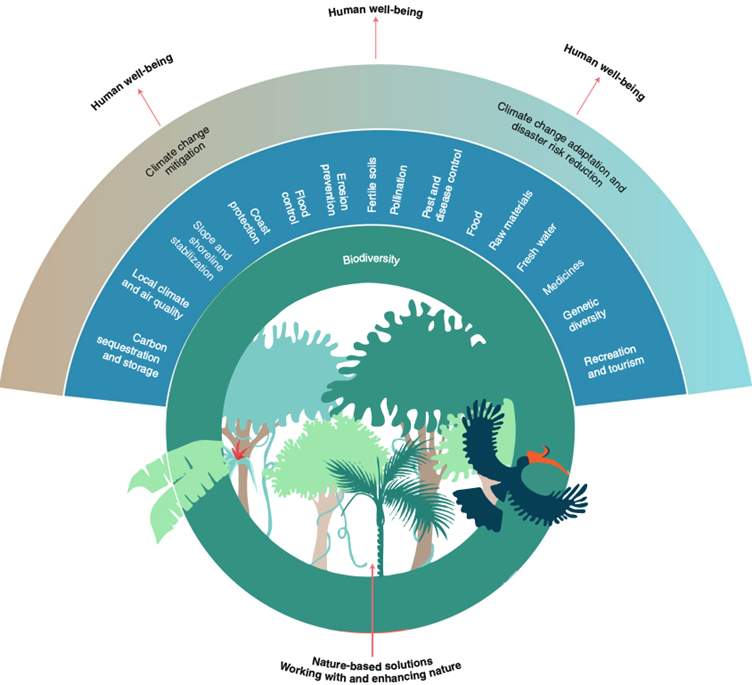 Human well-being
Human well-being
Human well-being
Climate change
mitigation
Climate change adaptation and
disaster risk reduction
Carbon
sequestration
and storage
Local climate
and air quality
Slope and
shoreline
stabilization
Coast
protection
Flood
control
Erosion
prevention
Fertile soils
Pollination
Pest and
disease control
Food
Raw materials
Fresh water
Medicines
Genetic
diversity
Recreation
and tourism
Biodiversity
Nature-based solutions
Working with and enhancing nature